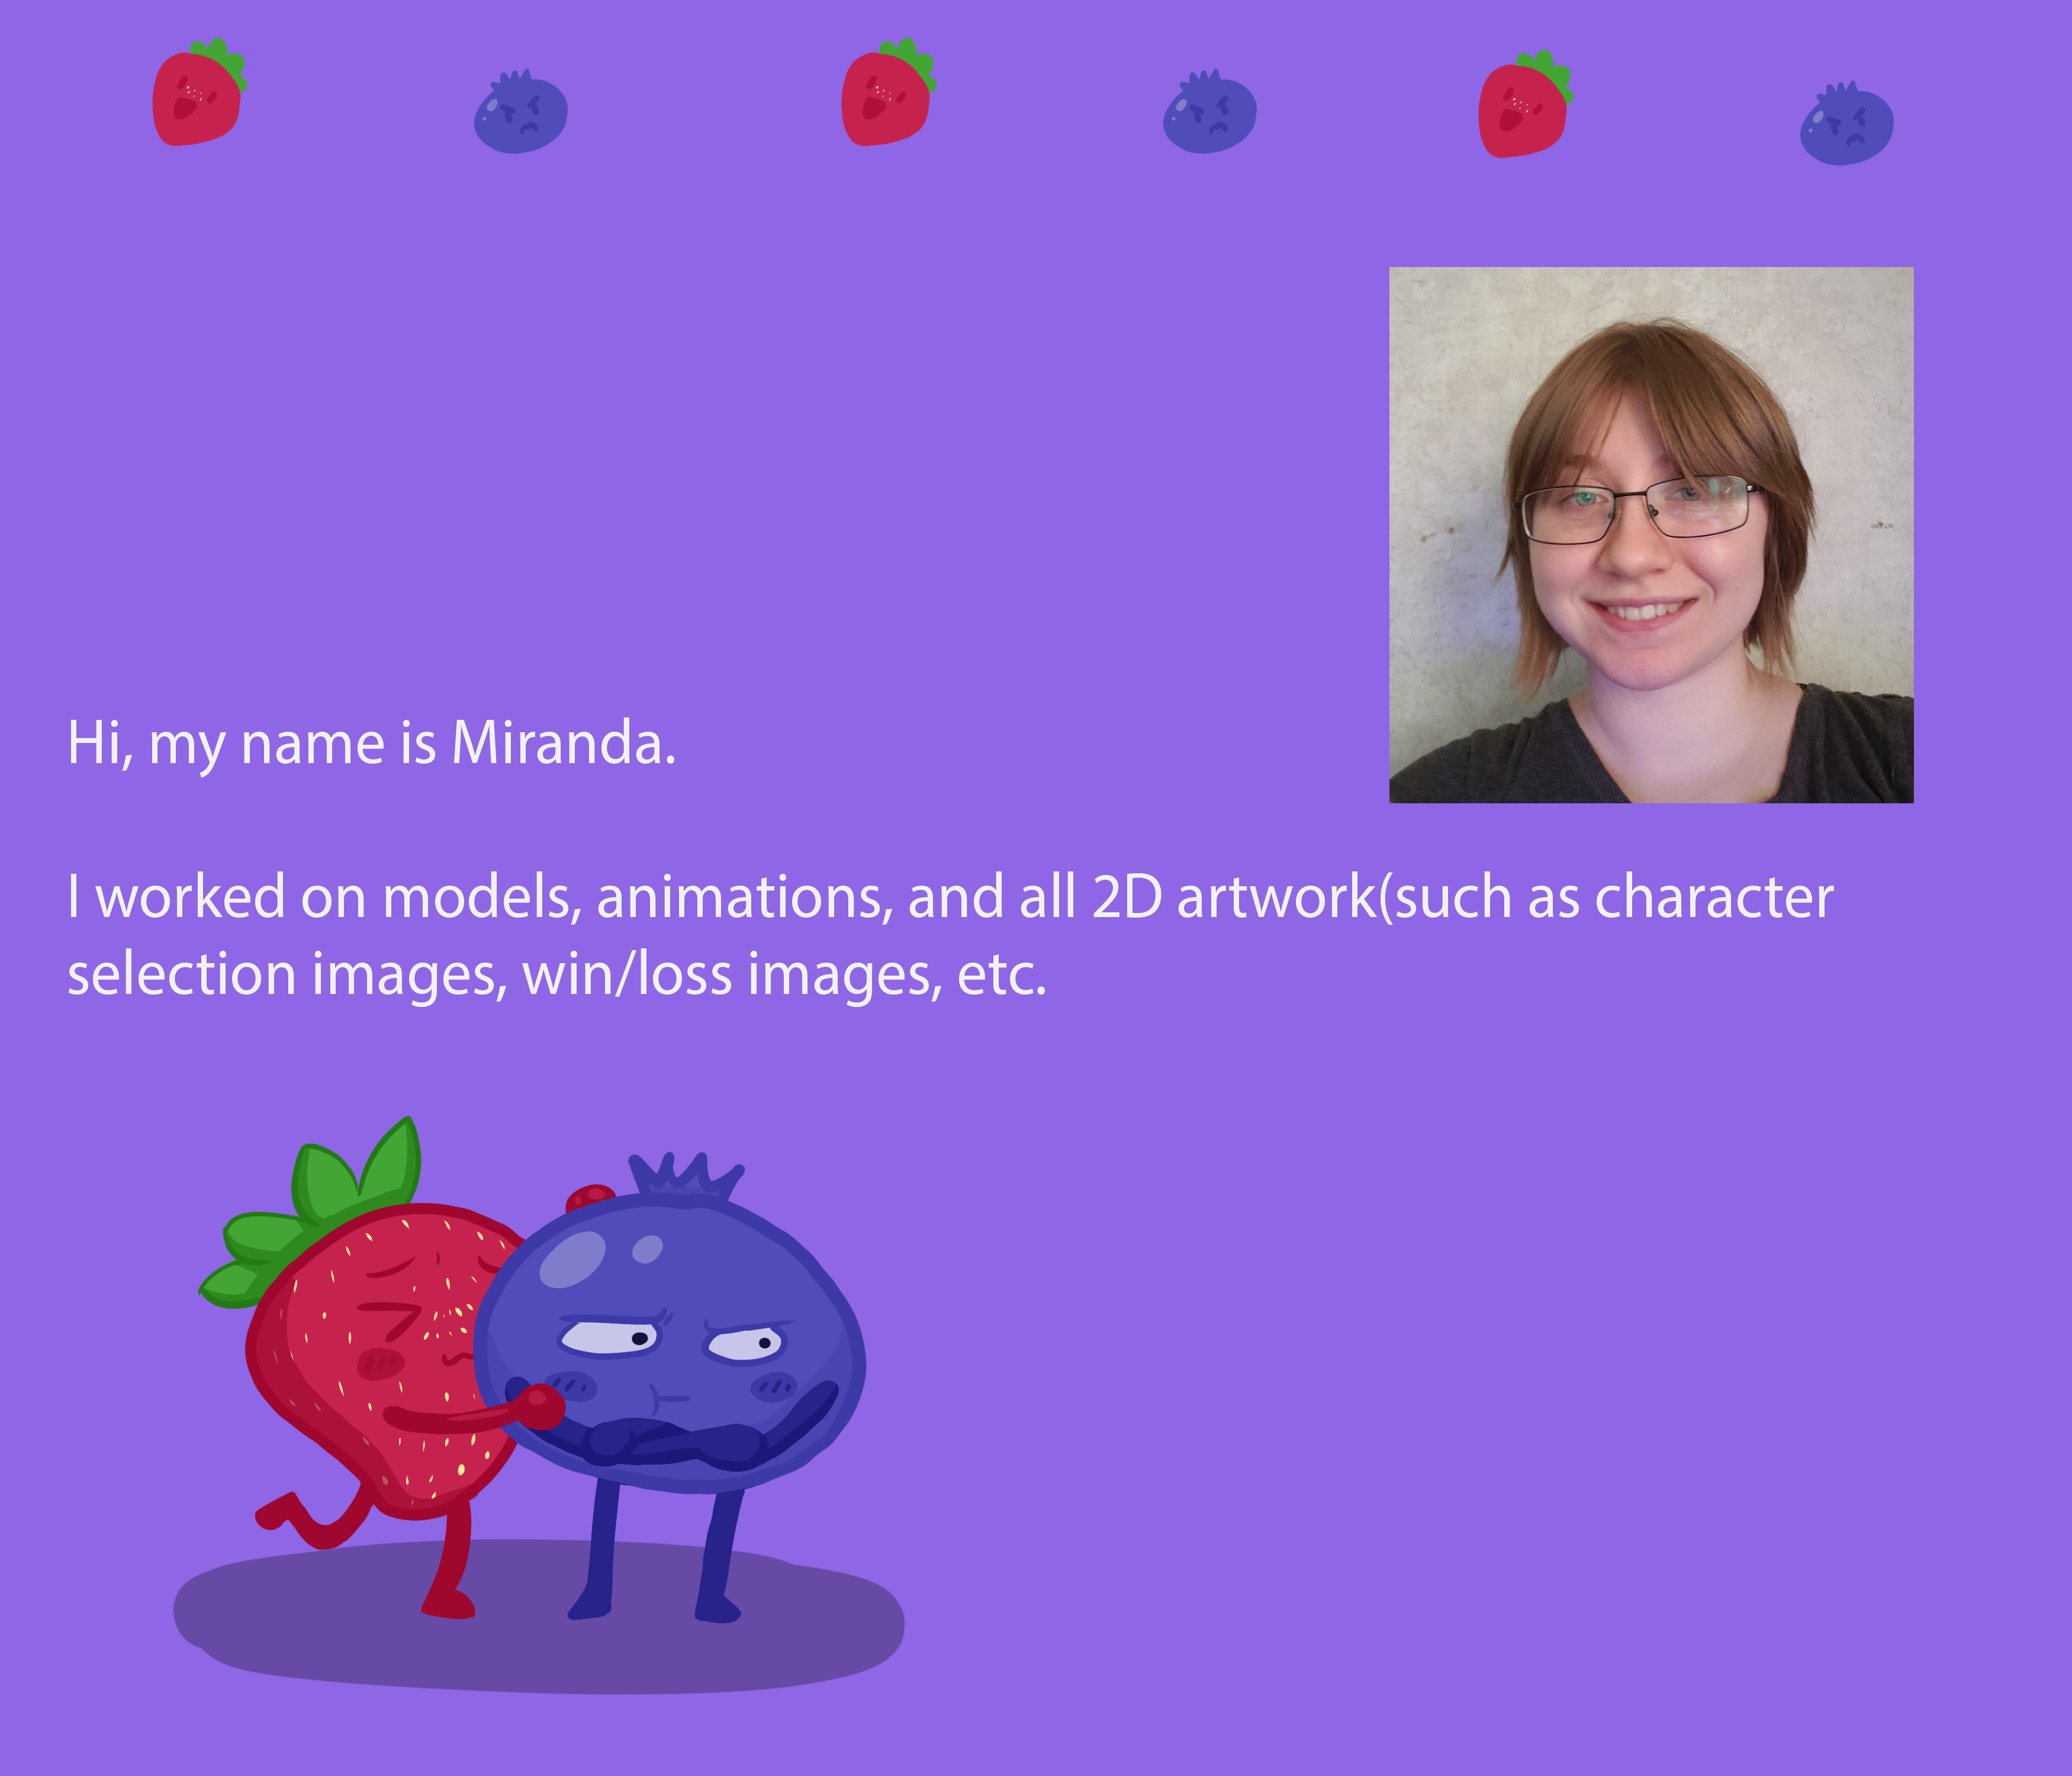 Hi, my name is Miranda.
I worked on models, animations, and all 2D artwork(such as character
selection images, win/loss images, etc.